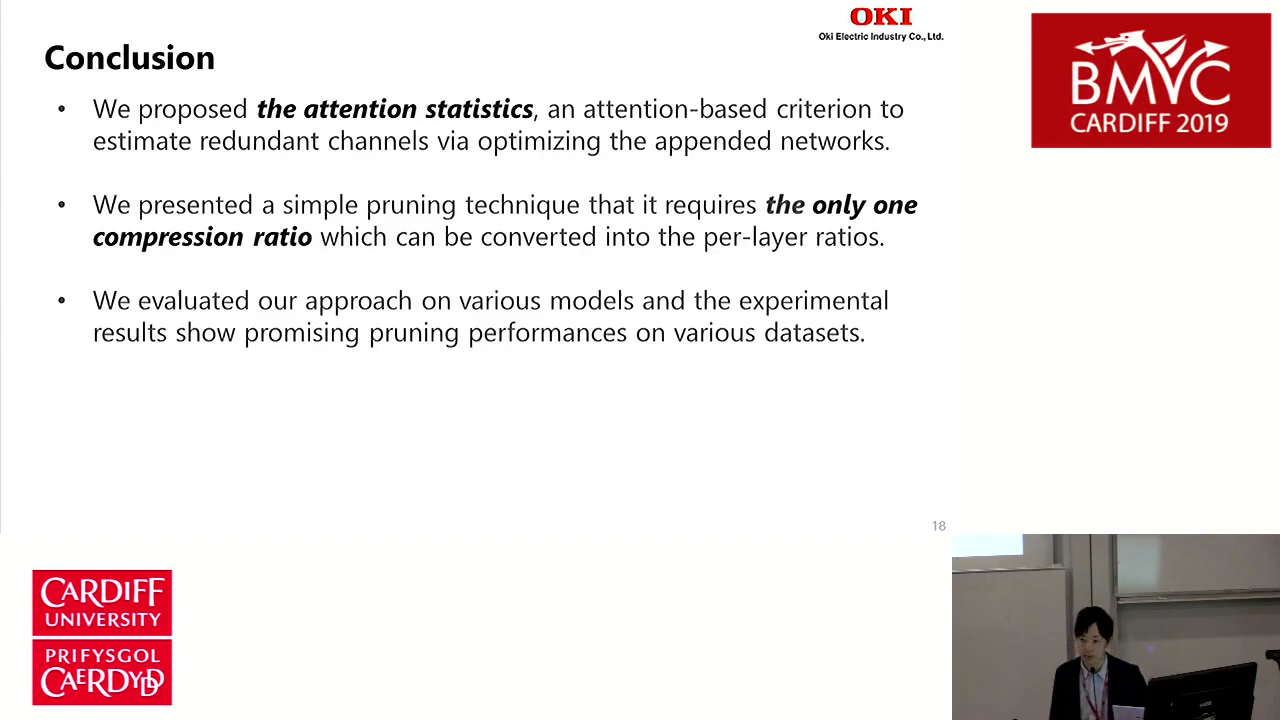 OKI
Oki Electric Industry Co., Ltd.
Conclusion
• We proposed the attention statistics, an attention-based criterion to
estimate redundant channels via optimizing the appended networks.
• We presented a simple pruning technique that it requires the only one
compression ratio which can be converted into the per-layer ratios.
• We evaluated our approach on various models and the experimental
results show promising pruning performances on various datasets.
18
BMVC
CARDIFF 2019
CARDIFF
UNIVERSITY
PRIFYSGOL
CAERDYDD